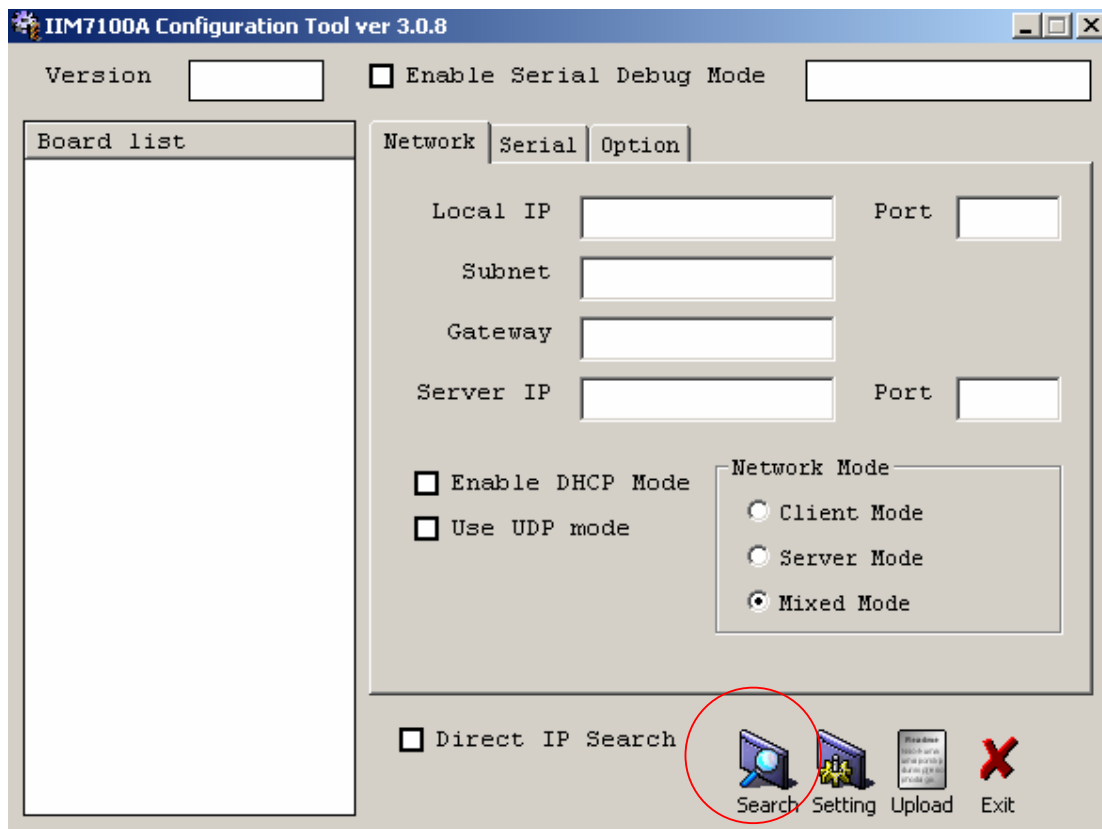 IIM7100A Configuration Tool ver 3.0.8
Version
Enable Serial Debug Mode
Board list
Network Serial Option
Local IP Port
Subnet
Gateway
Server IP Port
Enable DHCP Mode
Use UDP mode
Network Mode
Client Mode
Server Mode
Mixed Mode
Direct IP Search
Readme
Search Setting Upload Exit